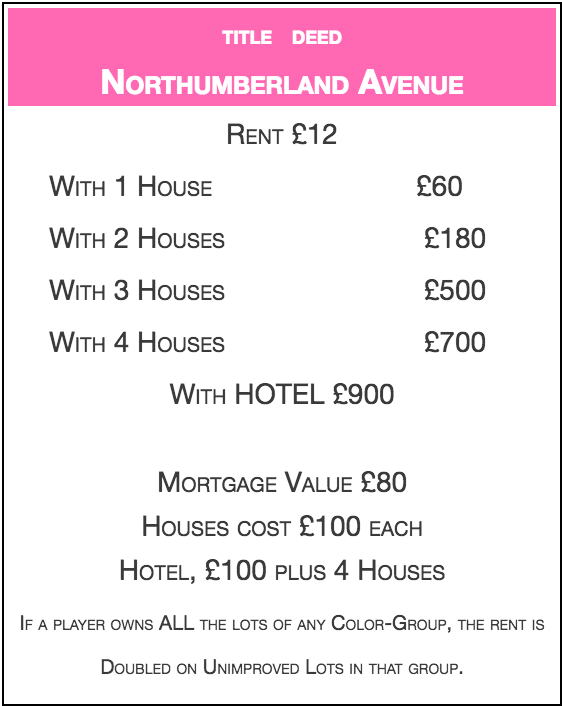 TITLE DEED
NORTHUMBERLAND AVENUE
RENT £12
WITH 1 HOUSE £60
WITH 2 HOUSES £180
WITH 3 HOUSES £500
WITH 4 HOUSES £700
WITH HOTEL £900
MORTGAGE VALUE £80
HOUSES COST £100 EACH
HOTEL, £100 PLUS 4 HOUSES
IF A PLAYER OWNS ALL THE LOTS OF ANY COLOR-GROUP, THE RENT IS
DOUBLED ON UNIMPROVED LOTS IN THAT GROUP.